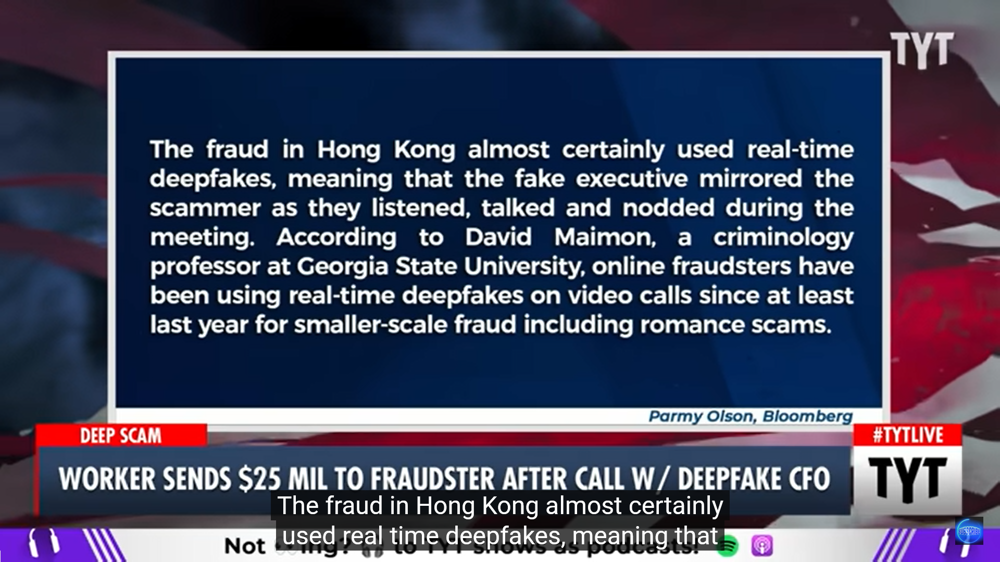 TYT
The fraud in Hong Kong almost certainly used real-time
deepfakes, meaning that the fake executive mirrored the
scammer as they listened, talked and nodded during the
meeting. According to David Maimon, a criminology
professor at Georgia State University, online fraudsters have
been using real-time deepfakes on video calls since at least
last year for smaller-scale fraud including romance scams.
Parmy Olson, Bloomberg
DEEP SCAM
#TYTLIVE
WORKER SENDS $25 MIL TO FRAUDSTER AFTER CALL W/ DEEPFAKE CFO
TYT
The fraud in Hong Kong almost certainly
used real time deepfakes, meaning that
Not to TYT shows as podcasts!
SUBSCRIBE